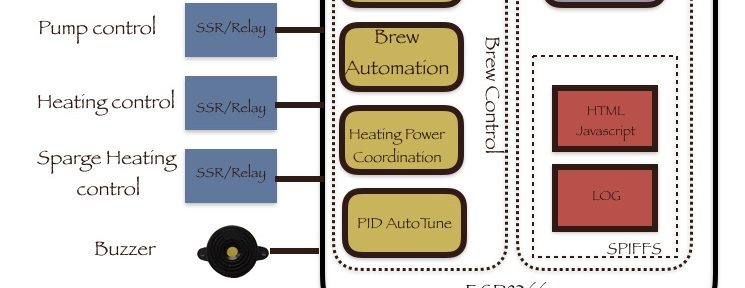 Pump control
SSR/Relay
Heating control
SSR/Relay
Sparge Heating
control
SSR/Relay
Buzzer
Brew
Automation
Heating Power
Coordination
PID AutoTune
Brew Control
HTML
Javascript
LOG
SPIFFS